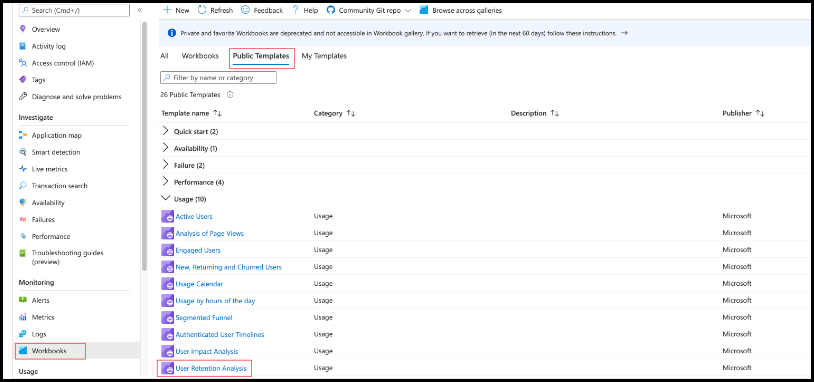 Search (Cmd+/)
«
New
Refresh
Feedback
? Help
Community Git repo
Browse across galleries
Overview
Activity log
Access control (IAM)
Tags
Diagnose and solve problems
Investigate
Application map
Smart detection
Live metrics
Transaction search
Availability
Failures
Performance
Troubleshooting guides
(preview)
Monitoring
Alerts
Metrics
Logs
Workbooks
Usage
Private and favorite Workbooks are deprecated and not accessible in Workbook gallery. If you want to retrieve (in the next 60 days) follow these instructions. →
All Workbooks Public Templates My Templates
Filter by name or category
26 Public Templates
Template name ↑↓ Category ↑↓ Description ↑↓ Publisher ↑↓
Quick start (2)
Availability (1)
Failure (2)
Performance (4)
Usage (10)
Active Users Usage Microsoft
Analysis of Page Views Usage Microsoft
Engaged Users Usage Microsoft
New, Returning and Churned Users Usage Microsoft
Usage Calendar Usage Microsoft
Usage by hours of the day Usage Microsoft
Segmented Funnel Usage Microsoft
Authenticated User Timelines Usage Microsoft
User Impact Analysis Usage Microsoft
User Retention Analysis Usage Microsoft